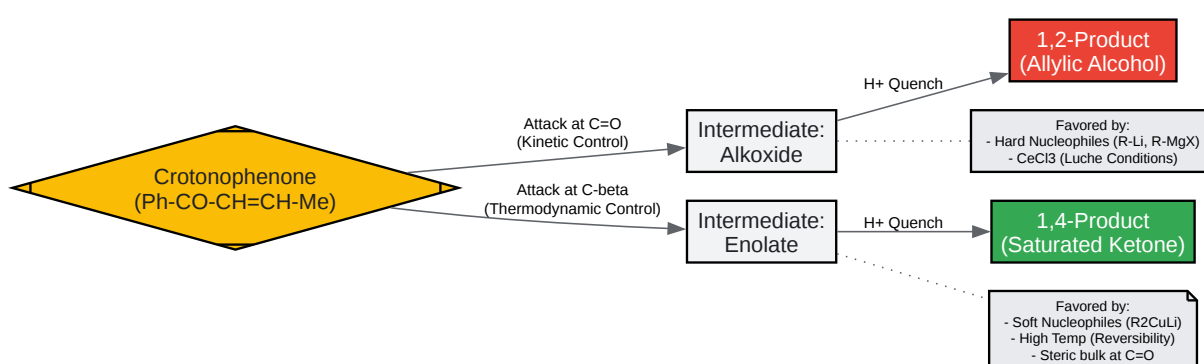 Crotonophenone
(Ph-CO-CH=CH-Me)
Attack at C=O
(Kinetic Control)
Attack at C-beta
(Thermodynamic Control)
Intermediate:
Alkoxide
Intermediate:
Enolate
H+ Quench
H+ Quench
1,2-Product
(Allylic Alcohol)
Favored by:
- Hard Nucleophiles (R-Li, R-MgX)
- CeCl3 (Luche Conditions)
1,4-Product
(Saturated Ketone)
Favored by:
- Soft Nucleophiles (R2CuLi)
- High Temp (Reversibility)
- Steric bulk at C=O